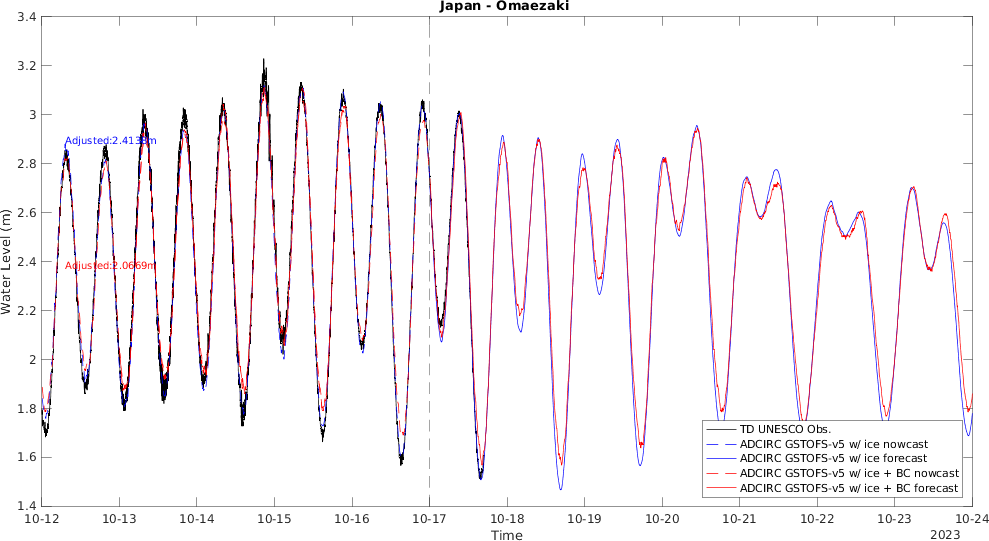 Japan - Omaezaki
3.4
3.2
3
2.8
2.6
2.4
2.2
2
1.8
1.6
1.4
Water Level (m)
Adjusted:2.4133m
Adjusted:2.0669m
TD UNESCO Obs.
ADCIRC GSTOFS-v5 w/ ice nowcast
ADCIRC GSTOFS-v5 w/ ice forecast
ADCIRC GSTOFS-v5 w/ ice + BC nowcast
ADCIRC GSTOFS-v5 w/ ice + BC forecast
10-12 10-13 10-14 10-15 10-16 10-17 10-18 10-19 10-20 10-21 10-22 10-23 10-24
Time
2023